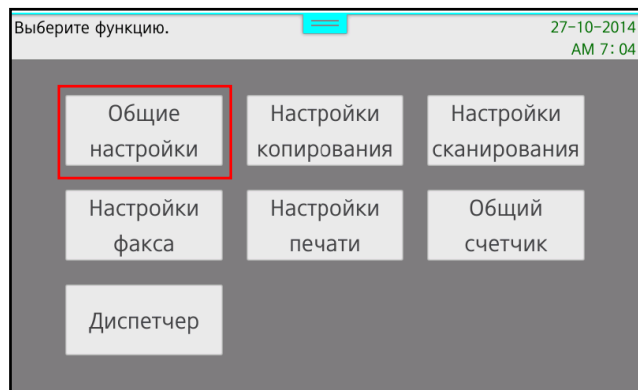 Выберите функцию.
27-10-2014
AM 7:04
Общие
настройки
Настройки
копирования
Настройки
сканирования
Настройки
факса
Настройки
печати
Общий
счетчик
Диспетчер